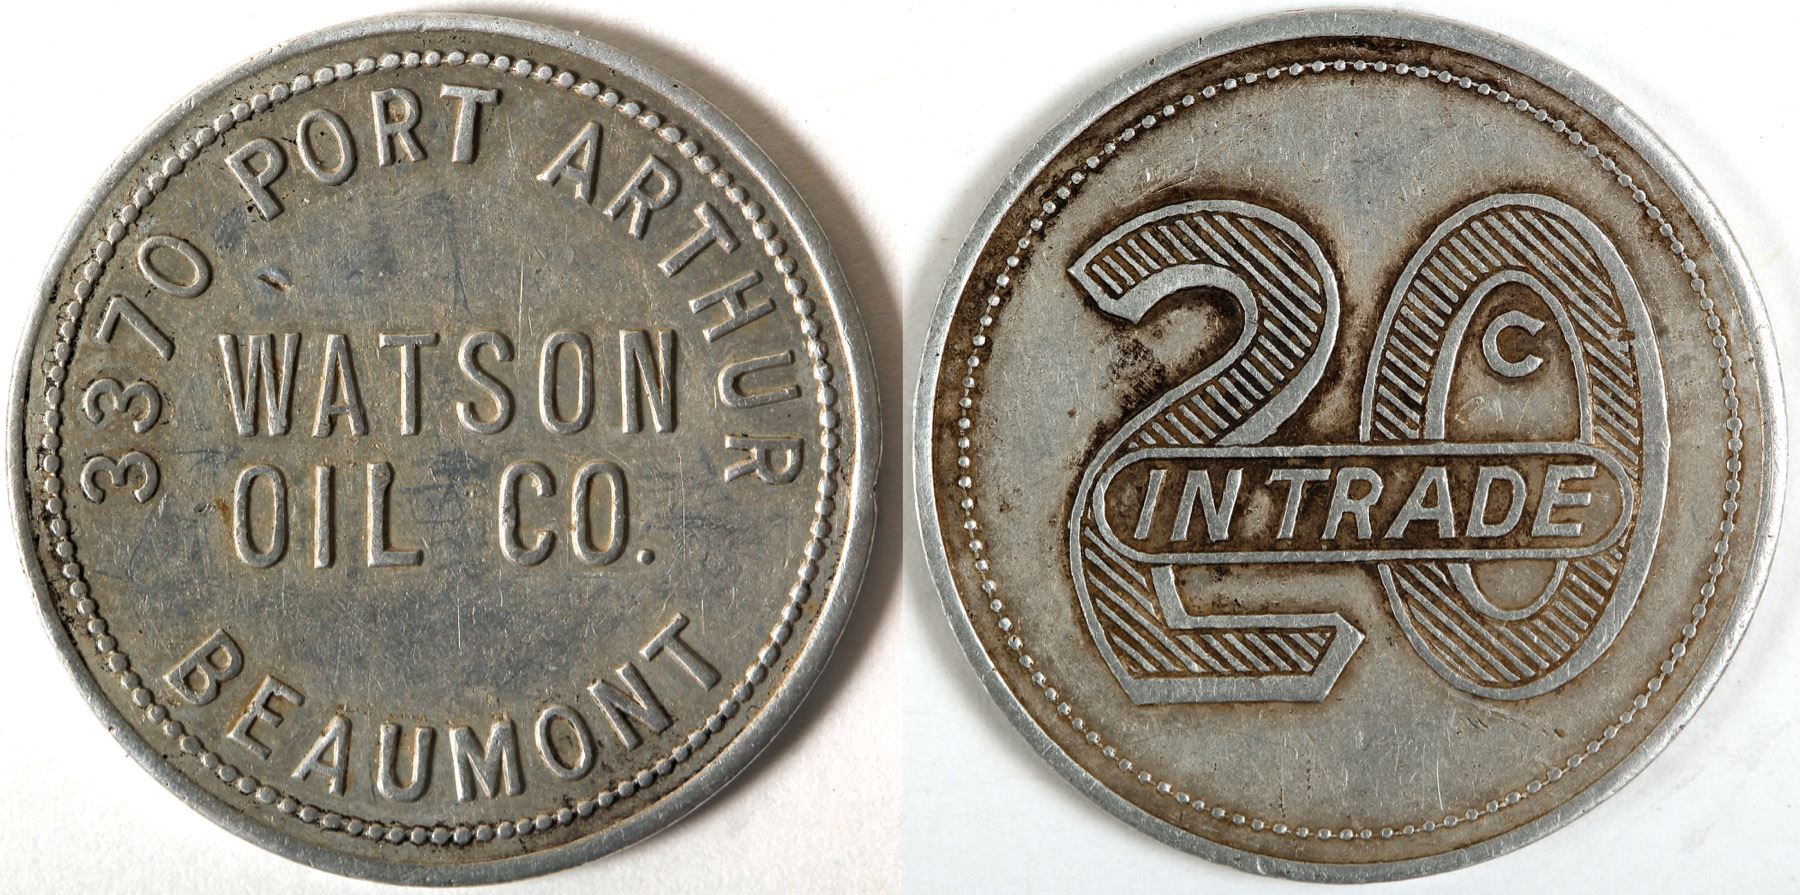 3370 PORT ARTHUR
WATSON
OIL CO.
BEAUMONT
20
C
IN TRADE